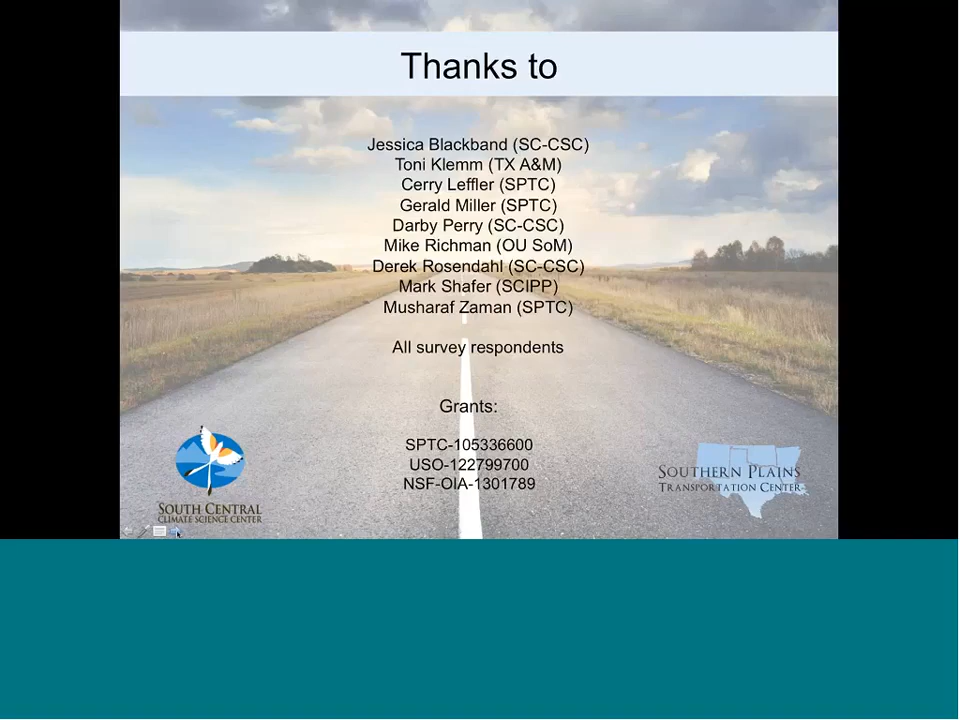 Thanks to
Jessica Blackband (SC-CSC)
Toni Klemm (TX A&M)
Cerry Leffler (SPTC)
Gerald Miller (SPTC)
Darby Perry (SC-CSC)
Mike Richman (OU SoM)
Derek Rosendahl (SC-CSC)
Mark Shafer (SCIPP)
Musharaf Zaman (SPTC)
All survey respondents
Grants:
SPTC-105336600
USO-122799700
NSF-OIA-1301789
SOUTH CENTRAL
CLIMATE SCIENCE CENTER
SOUTHERN PLAINS
TRANSPORTATION CENTER